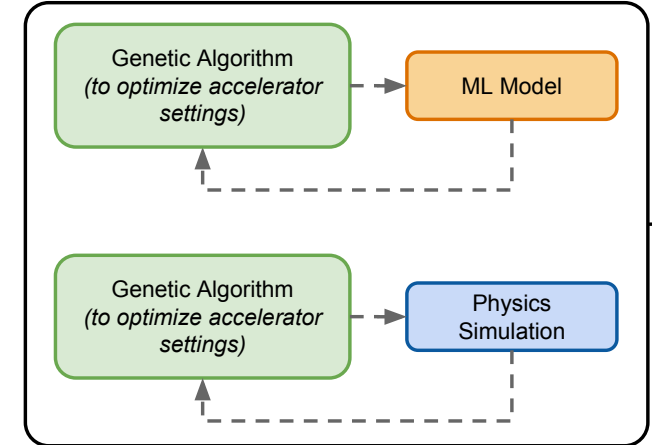 Genetic Algorithm
(to optimize accelerator
settings)
ML Model
Genetic Algorithm
(to optimize accelerator
settings)
Physics
Simulation